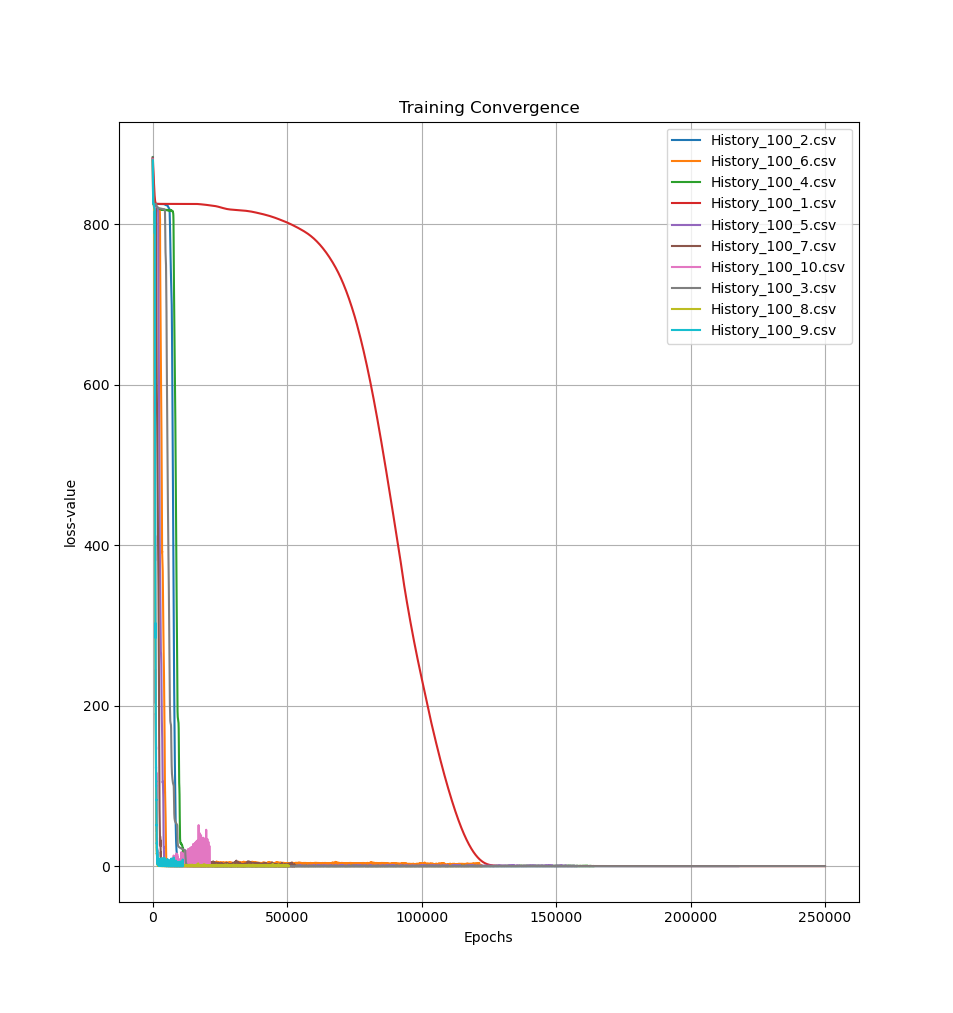 Training Convergence
History_100_2.csv
History_100_6.csv
History_100_4.csv
History_100_1.csv
History_100_5.csv
History_100_7.csv
History_100_10.csv
History_100_3.csv
History_100_8.csv
History_100_9.csv
loss-value
800
600
400
200
0
0 50000 100000 150000 200000 250000
Epochs